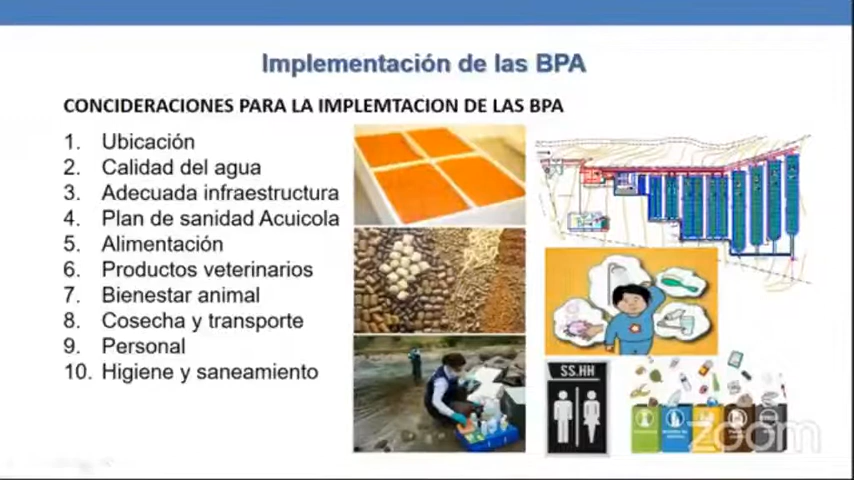 Implementación de las BPA
CONCIDERACIONES PARA LA IMPLEMTACION DE LAS BPA
1. Ubicación
2. Calidad del agua
3. Adecuada infraestructura
4. Plan de sanidad Acuicola
5. Alimentación
6. Productos veterinarios
7. Bienestar animal
8. Cosecha y transporte
9. Personal
10. Higiene y saneamiento
SS.HH
zoom